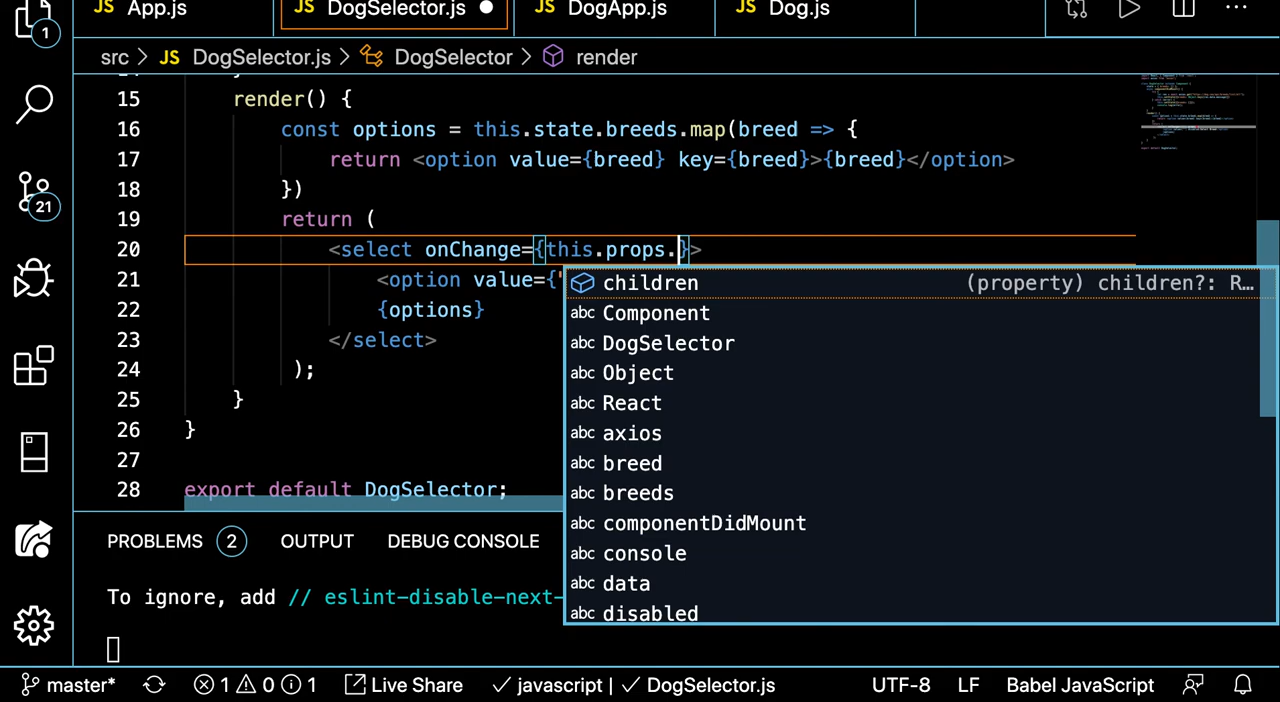 JS App.js JS DogSelector.js JS DogApp.js JS Dog.js
1
src > JS DogSelector.js > DogSelector > render
15 render() {
16 const options = this.state.breeds.map(breed => {
17 return <option value={breed} key={breed}>{breed}</option>
18 })
19 return (
20 <select onChange={this.props.}>
21 <option value={"
22 {options}
23 </select>
24 );
25 }
26 }
27
28 export default DogSelector;
children (property) children?: R…
abc Component
abc DogSelector
abc Object
abc React
abc axios
abc breed
abc breeds
abc componentDidMount
abc console
abc data
abc disabled
21
PROBLEMS 2 OUTPUT DEBUG CONSOLE
To ignore, add // eslint-disable-next-
master* 1 0 1 Live Share javascript | DogSelector.js UTF-8 LF Babel JavaScript